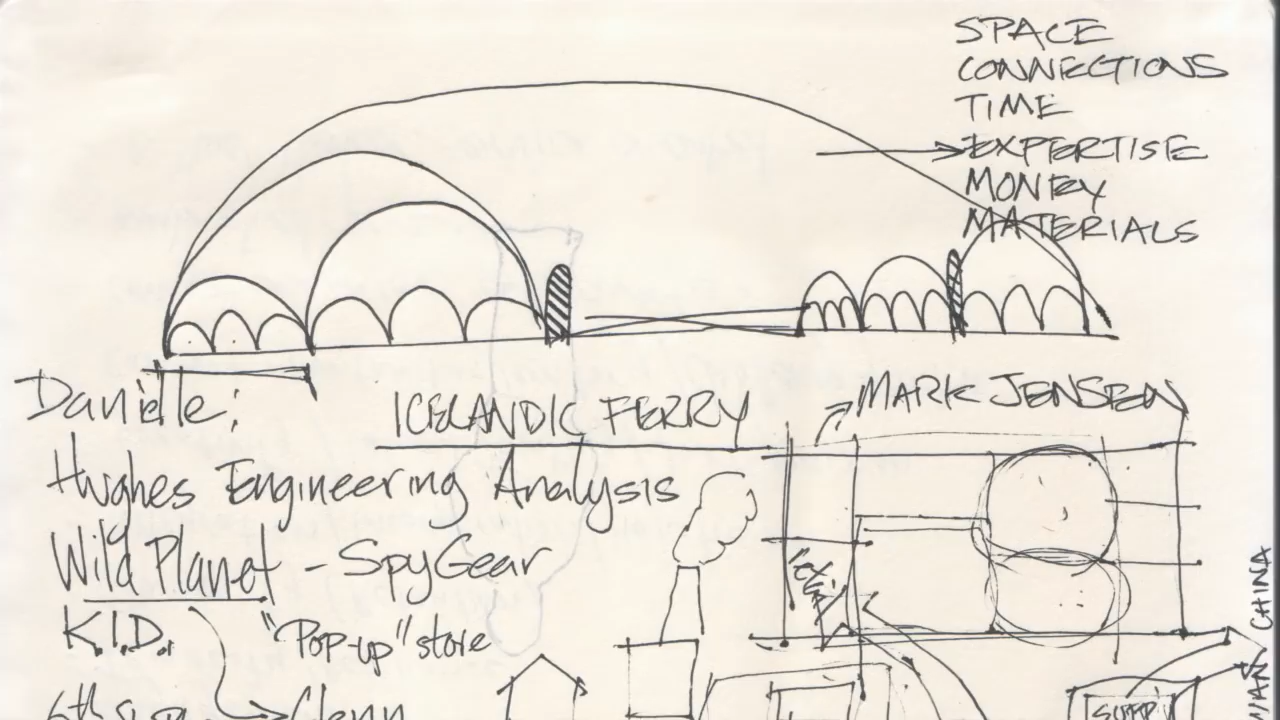 SPACE
CONNECTIONS
TIME
EXPERTISE
MONEY
MATERIALS
Danielle:
ICELANDIC FERRY
MARK JENSEN
Hughes Engineering Analysis
Wild Planet - SpyGear
K.I.D. "Pop-up" store
Glenn
CHINA